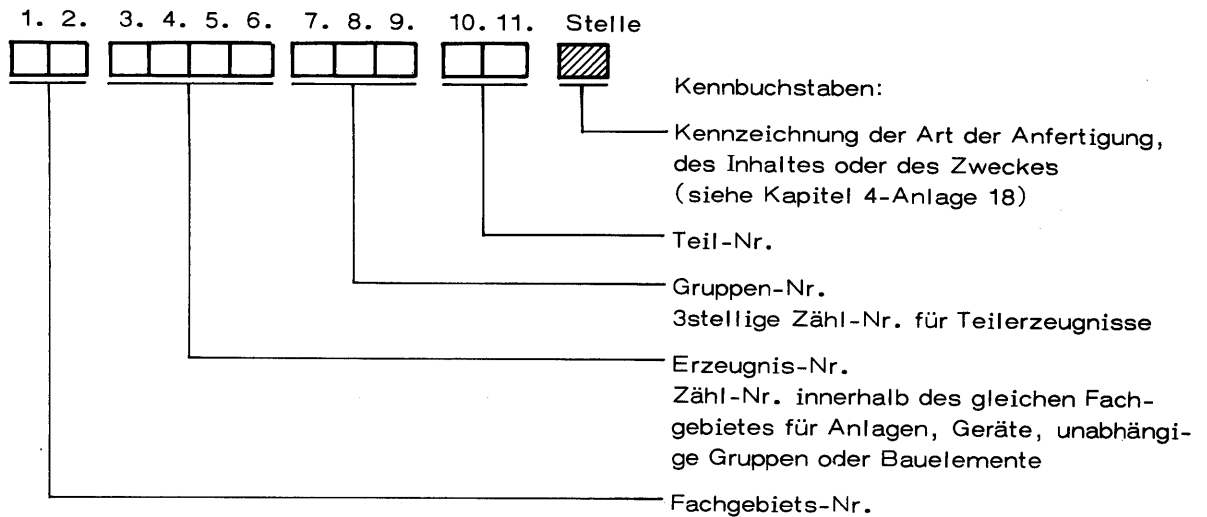 1. 2. 3. 4. 5. 6. 7. 8. 9. 10. 11. Stelle
Kennbuchstaben:
Kennzeichnung der Art der Anfertigung,
des Inhaltes oder des Zweckes
(siehe Kapitel 4-Anlage 18)
Teil-Nr.
Gruppen-Nr.
3stellige Zähl-Nr. für Teilerzeugnisse
Erzeugnis-Nr.
Zähl-Nr. innerhalb des gleichen Fach-
gebietes für Anlagen, Geräte, unabhängi-
ge Gruppen oder Bauelemente
Fachgebiets-Nr.